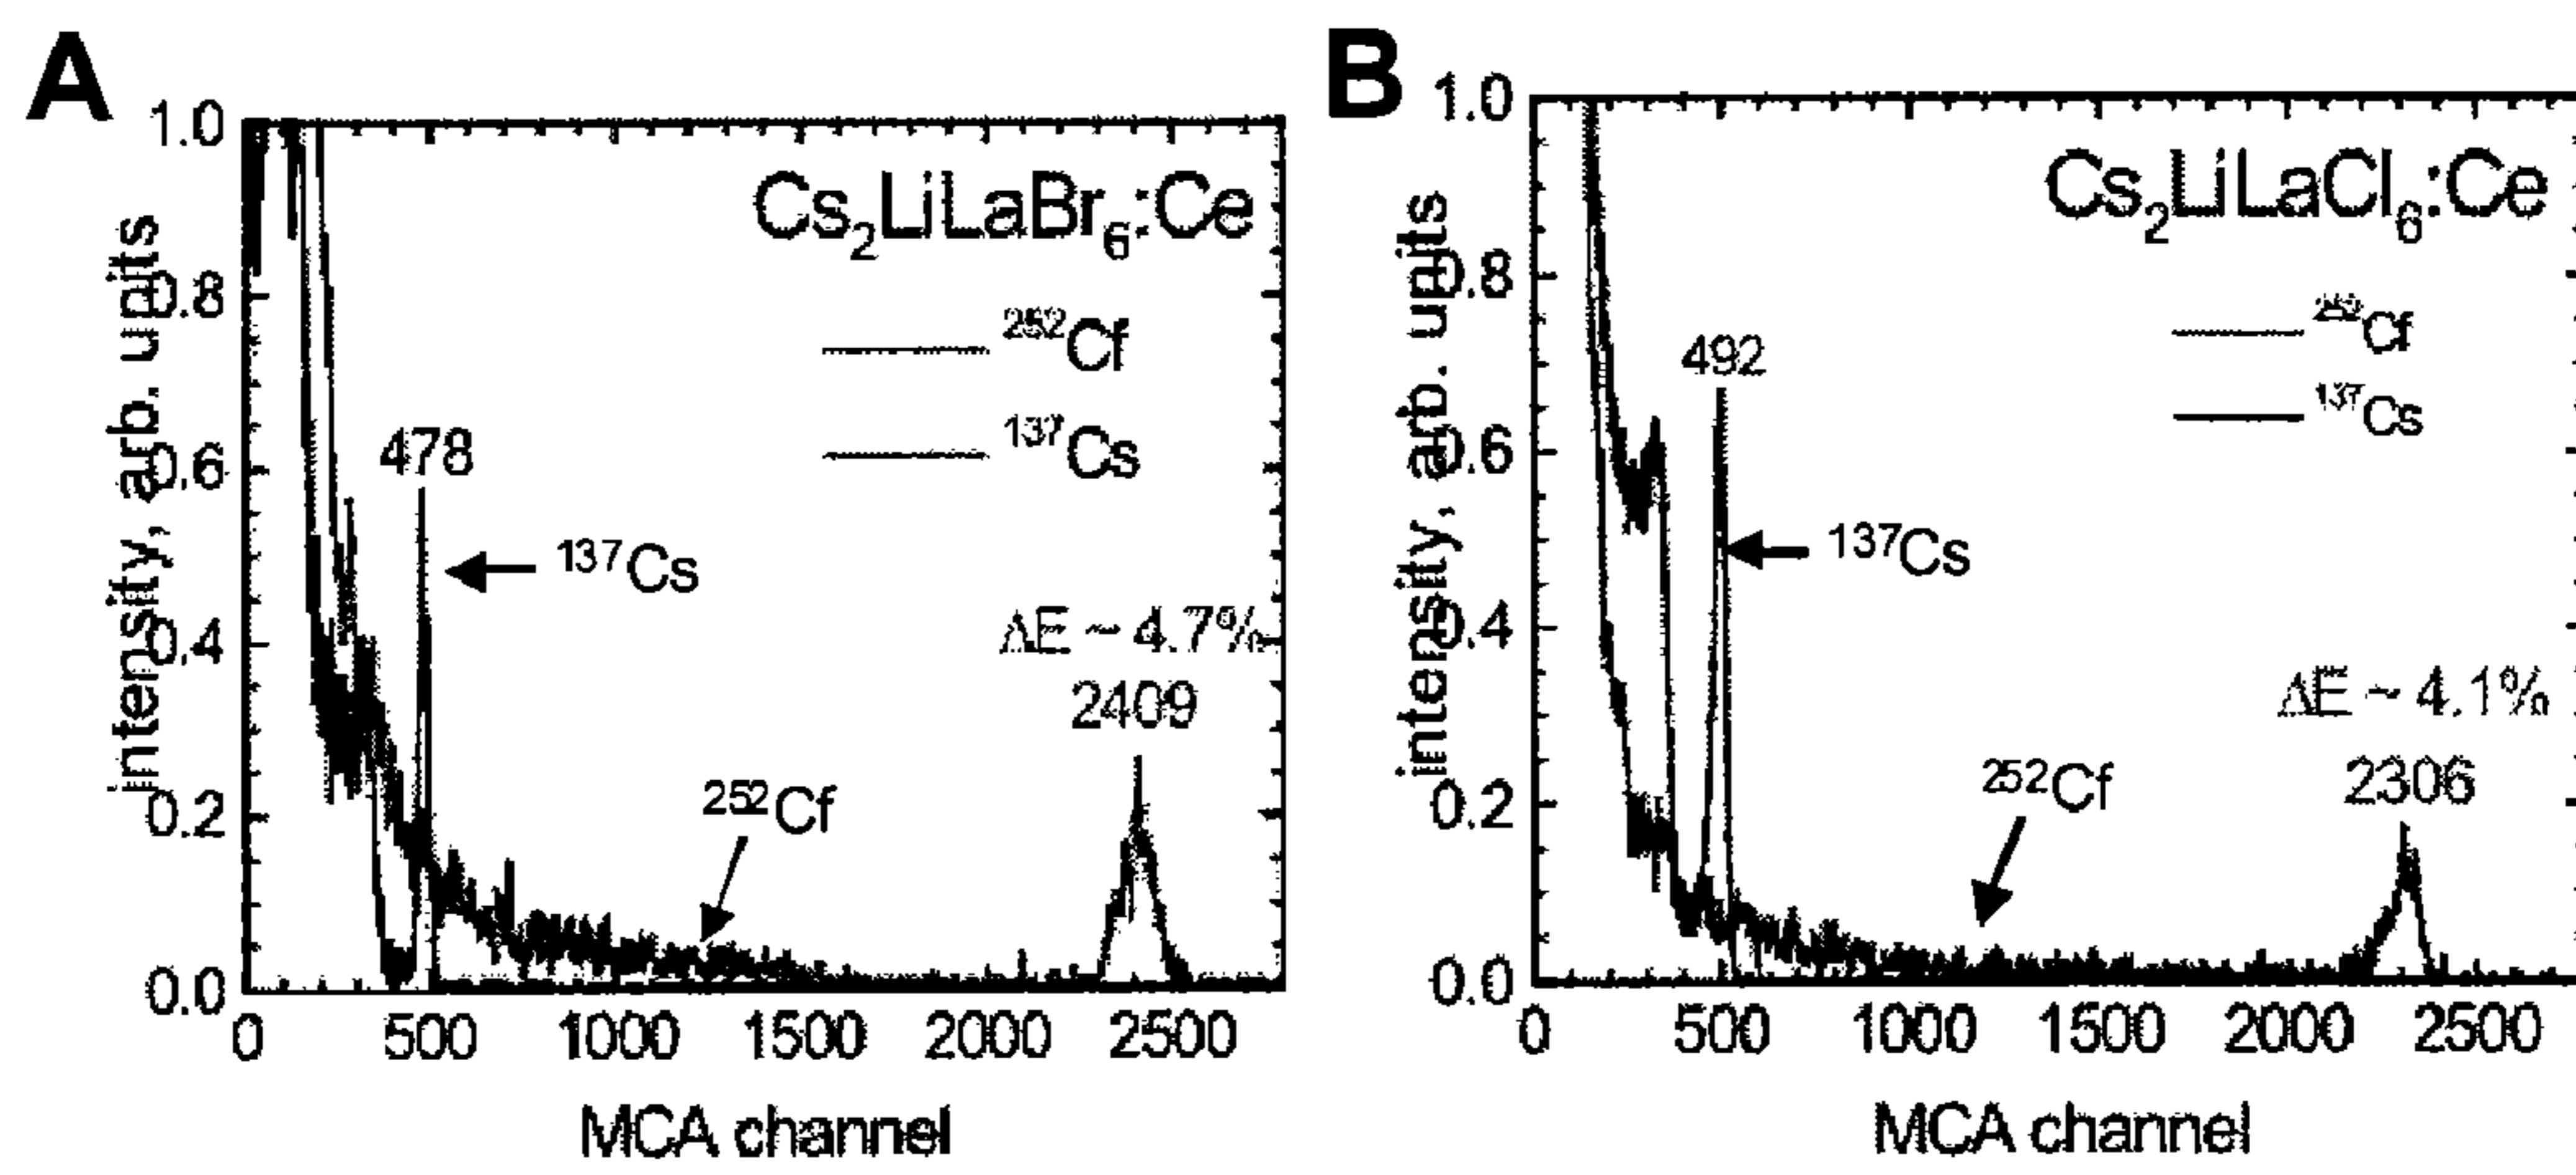 A
1.0
Cs₂LiLaBr₆:Ce
0.8
²⁵²Cf
¹³⁷Cs
478
0.6
¹³⁷Cs
ΔE ~ 4.7%
0.4
2409
²⁵²Cf
0.2
0.0
intensity, arb. units
0 500 1000 1500 2000 2500
MCA channel
B
1.0
Cs₂LiLaCl₆:Ce
0.8
²⁵²Cf
492
¹³⁷Cs
0.6
¹³⁷Cs
0.4
ΔE ~ 4.1%
²⁵²Cf
2306
0.2
0.0
intensity, arb. units
0 500 1000 1500 2000 2500
MCA channel